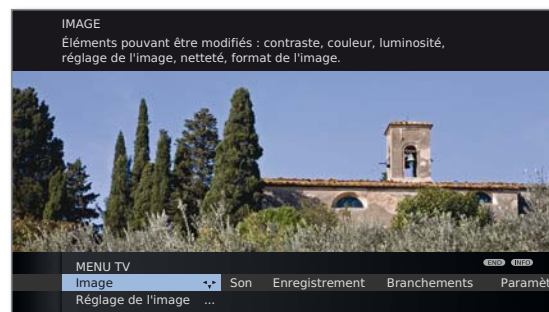 IMAGE
Éléments pouvant être modifiés : contraste, couleur, luminosité,
réglage de l'image, netteté, format de l'image.
MENU TV
END INFO
Image Son Enregistrement Branchements Paramèt
Réglage de l'image ...